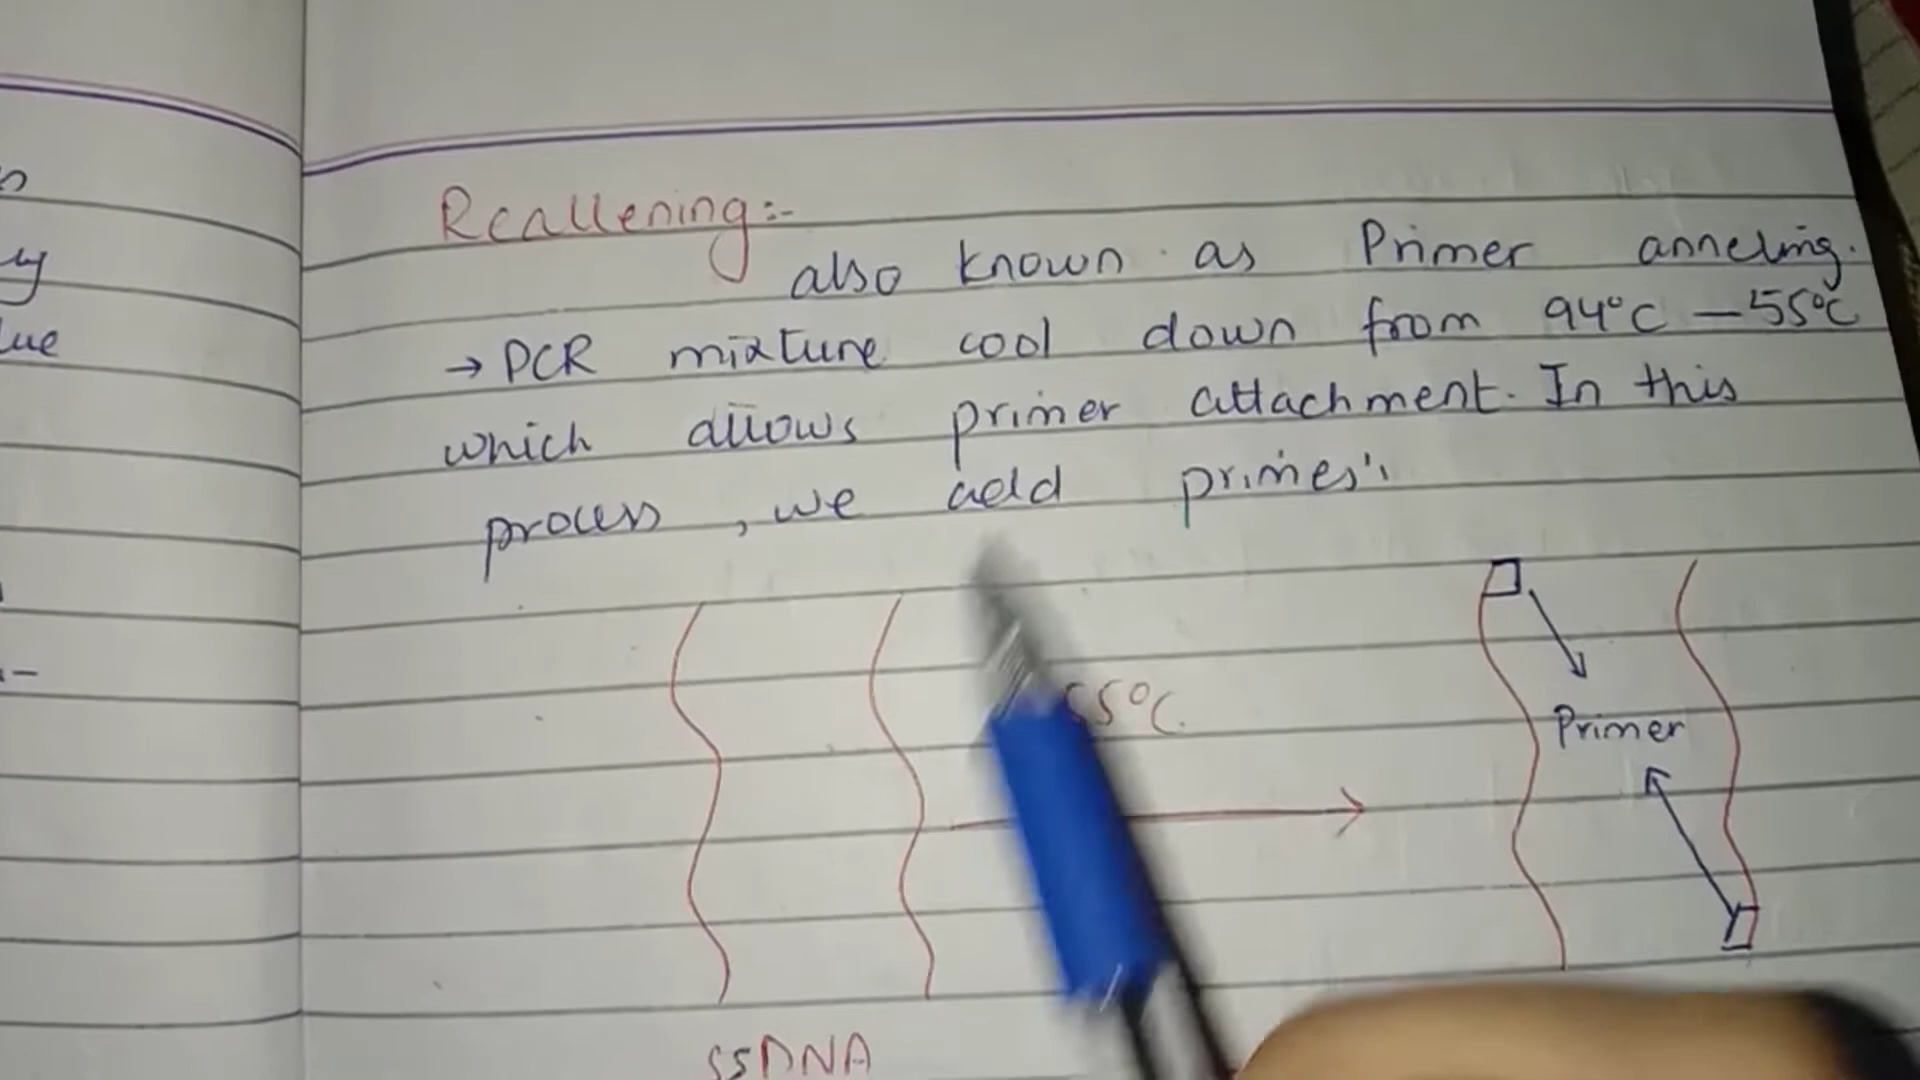 Reallening:-
also known as Primer anneling.
→ PCR mixture cool down from 94°C – 55°C
which allows primer attachment. In this
process, we add primes'.
55°C.
Primer
ssDNA